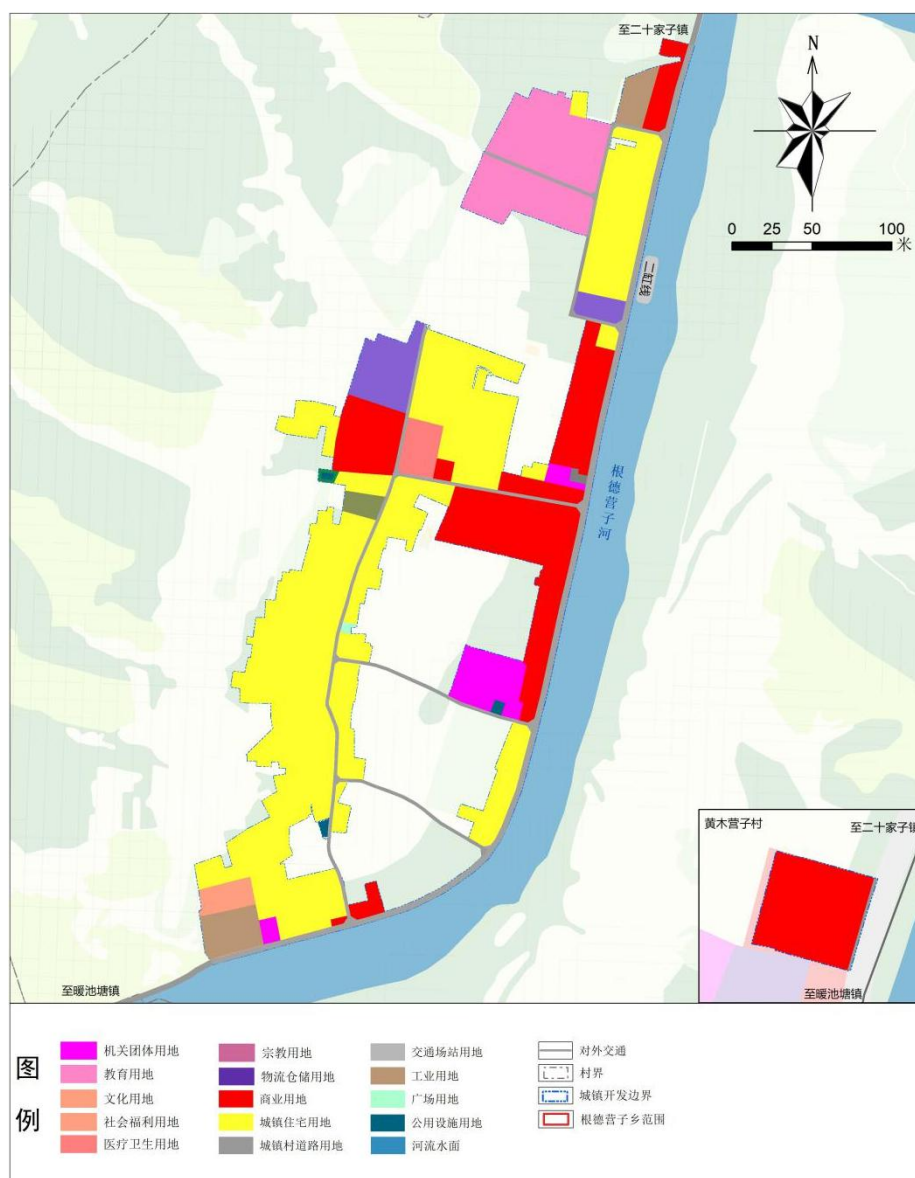 至二十家子镇
N
0 25 50 100
米
二虹线
根德营子河
黄木营子村
至二十家子镇
至暖池塘镇
至暖池塘镇
图例
机关团体用地
教育用地
文化用地
社会福利用地
医疗卫生用地
宗教用地
物流仓储用地
商业用地
城镇住宅用地
城镇村道路用地
交通场站用地
工业用地
广场用地
公用设施用地
河流水面
对外交通
村界
城镇开发边界
根德营子乡范围